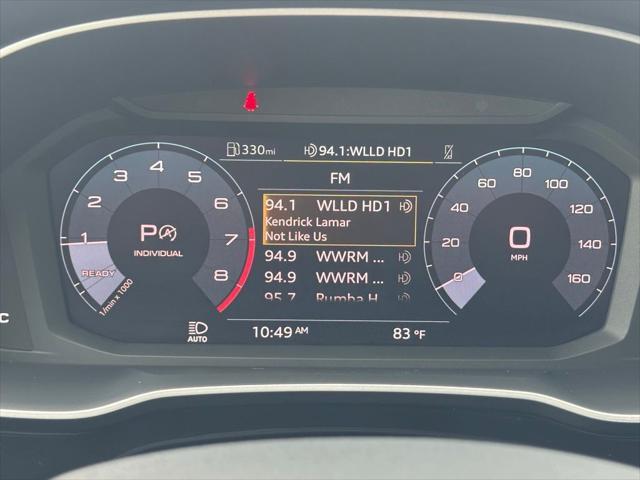 330mi
94.1:WLLD HD1
FM
94.1 WLLD HD1
Kendrick Lamar
Not Like Us
94.9 WWRM ...
94.9 WWRM ...
95.7 Rumba H
1 2 3 4 5 6 7 8
READY
1/min x 1000
P A
INDIVIDUAL
0 20 40 60 80 100 120 140 160
0
MPH
AUTO
10:49 AM
83 °F
C